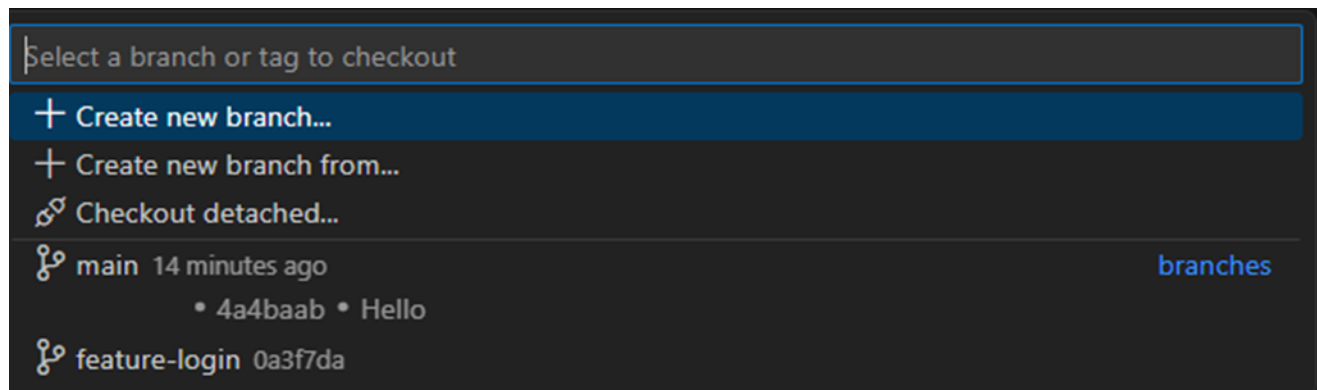 Select a branch or tag to checkout
Create new branch...
Create new branch from...
Checkout detached...
main 14 minutes ago branches
• 4a4baab • Hello
feature-login 0a3f7da